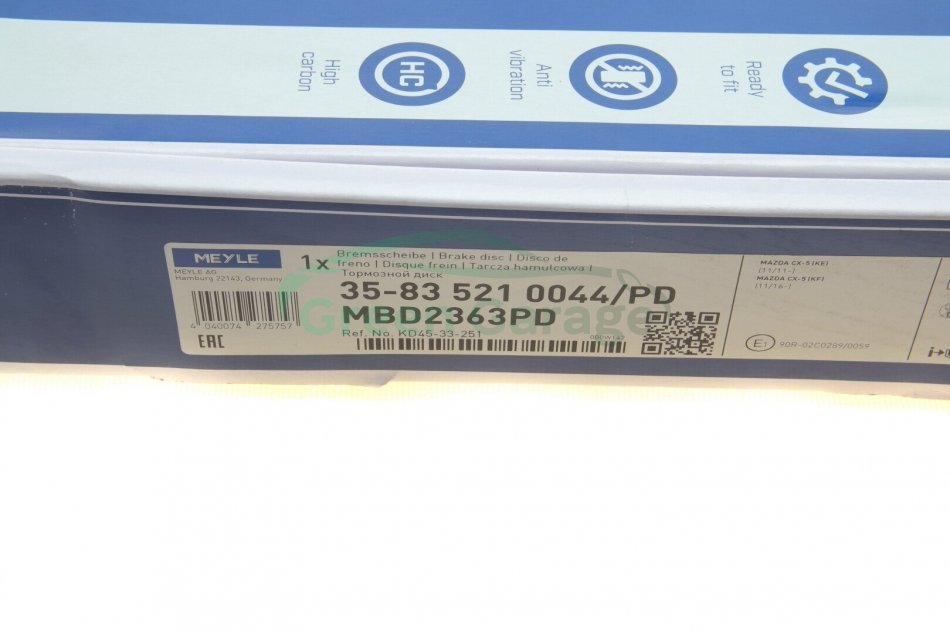 High
carbon
HC
Anti
vibration
Ready
to fit
MEYLE
MEYLE AG
Hamburg 22143, Germany
4 040074 275757
EAC
1x
Bremsscheibe | Brake disc | Disco de
freno | Disque frein | Tarcza hamulcowa |
Тормозной диск
35-83 521 0044/PD
MBD2363PD
Ref. No. KD45-33-251
MAZDA CX-5 (KE)
(11/11-)
MAZDA CX-5 (KF)
(11/16-)
E1 90R-02C0289/0059